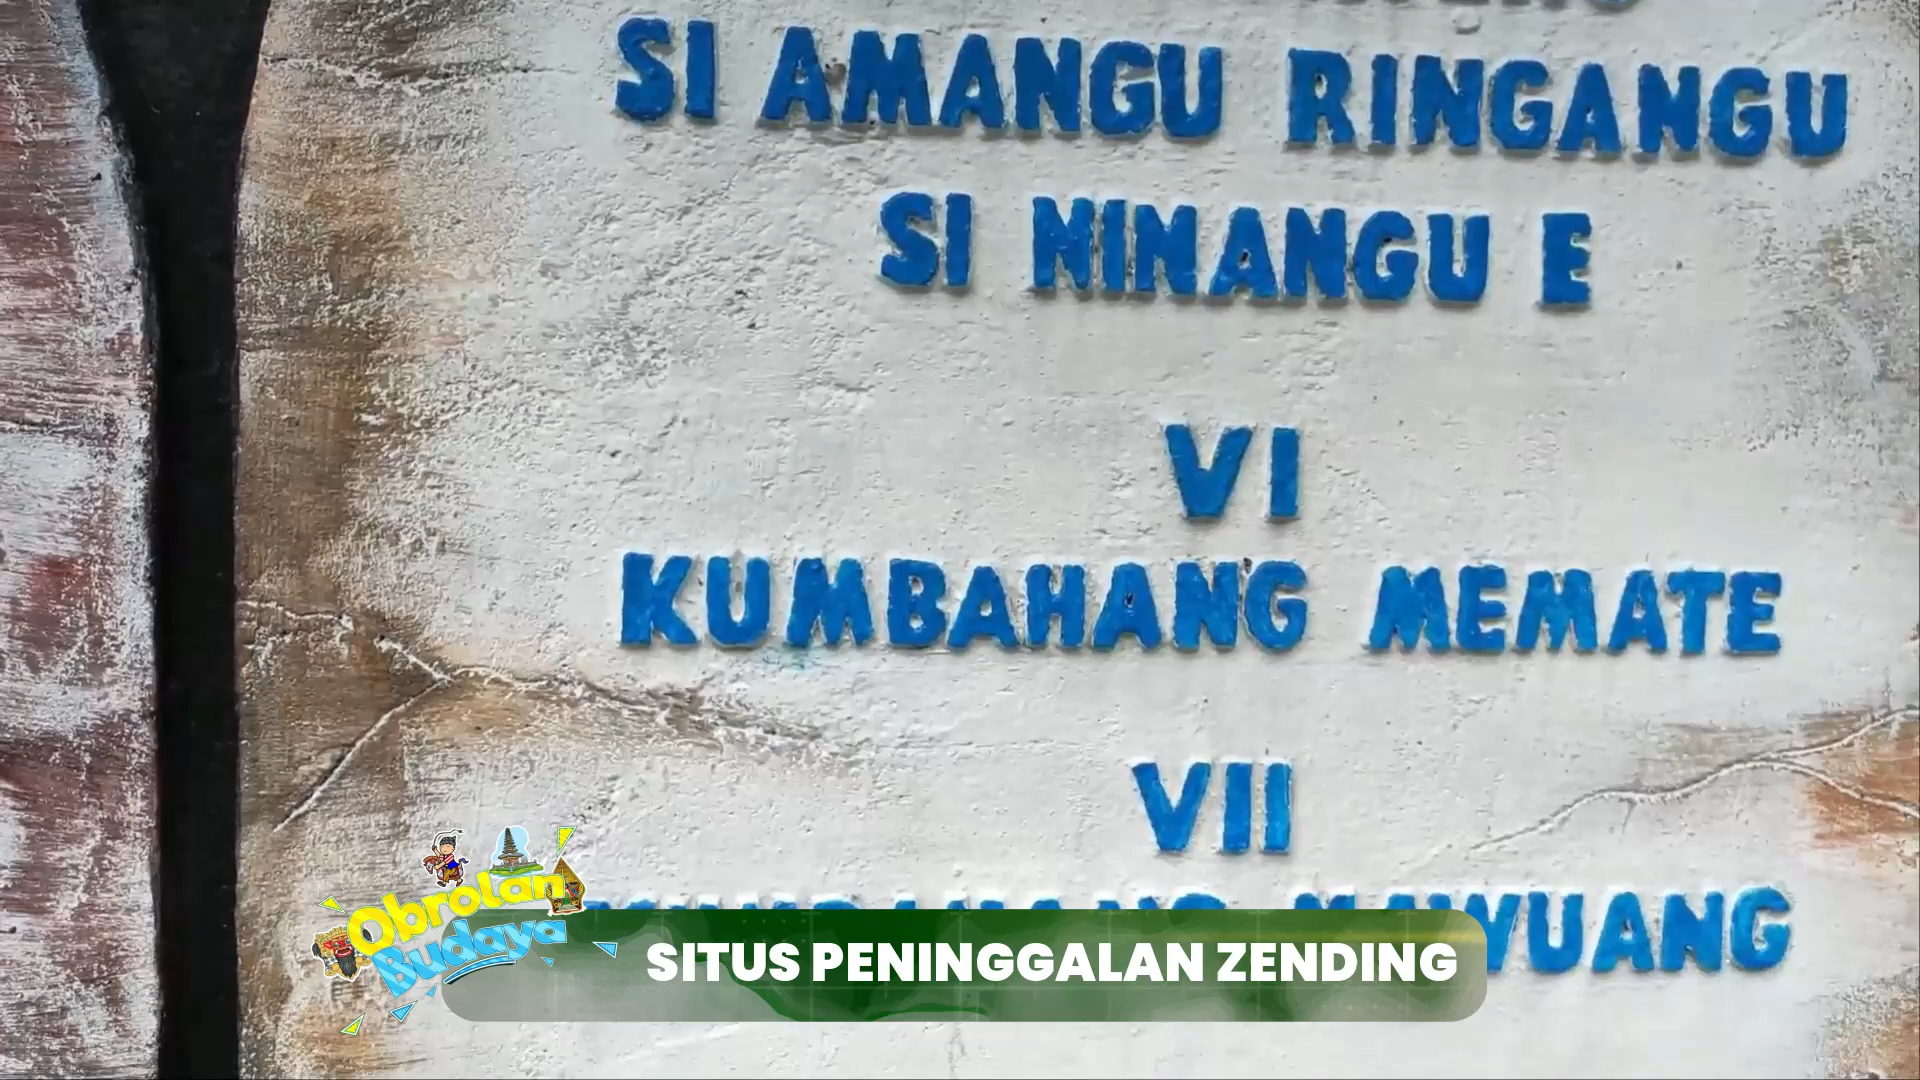 SI AMANGU RINGANGU
SI NINANGU E
VI
KUMBAHANG MEMATE
VII
Obrolan
Budaya
SITUS PENINGGALAN ZENDING